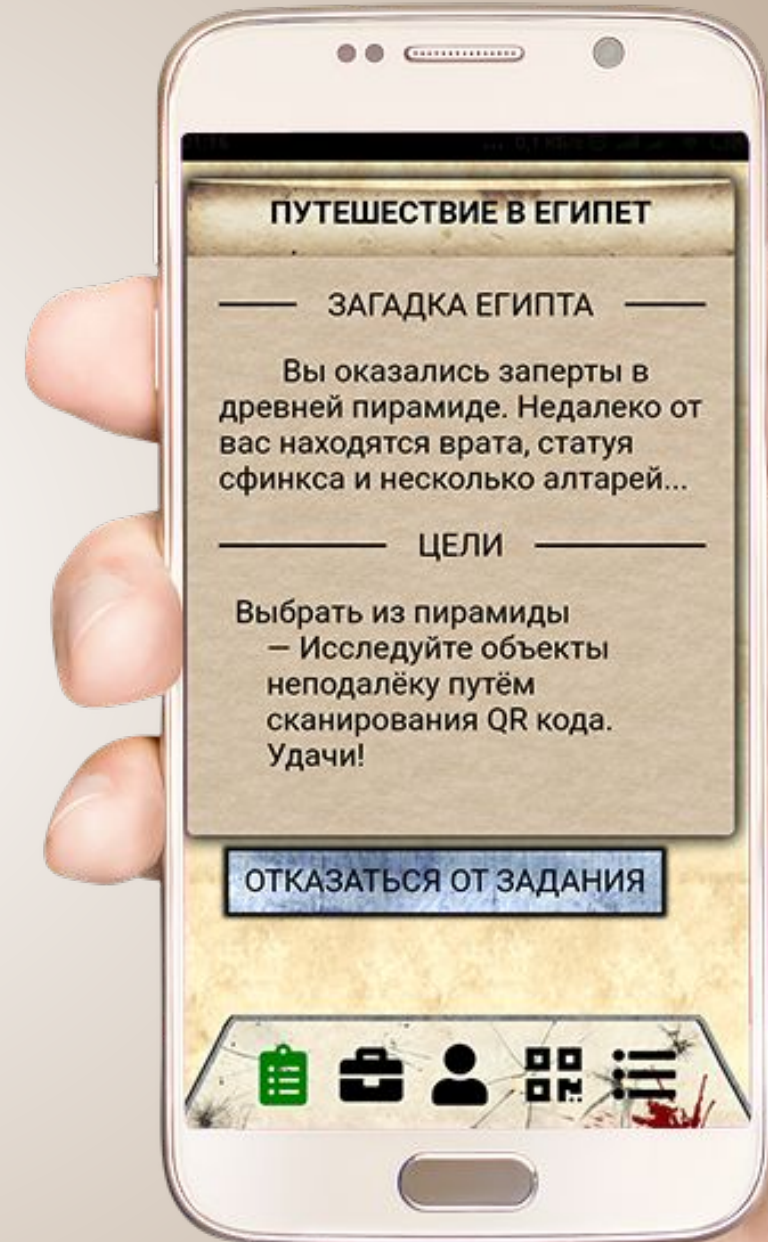 ПУТЕШЕСТВИЕ В ЕГИПЕТ
ЗАГАДКА ЕГИПТА
Вы оказались заперты в
древней пирамиде. Недалеко от
вас находятся врата, статуя
сфинкса и несколько алтарей...
ЦЕЛИ
Выбрать из пирамиды
— Исследуйте объекты
неподалёку путём
сканирования QR кода.
Удачи!
ОТКАЗАТЬСЯ ОТ ЗАДАНИЯ